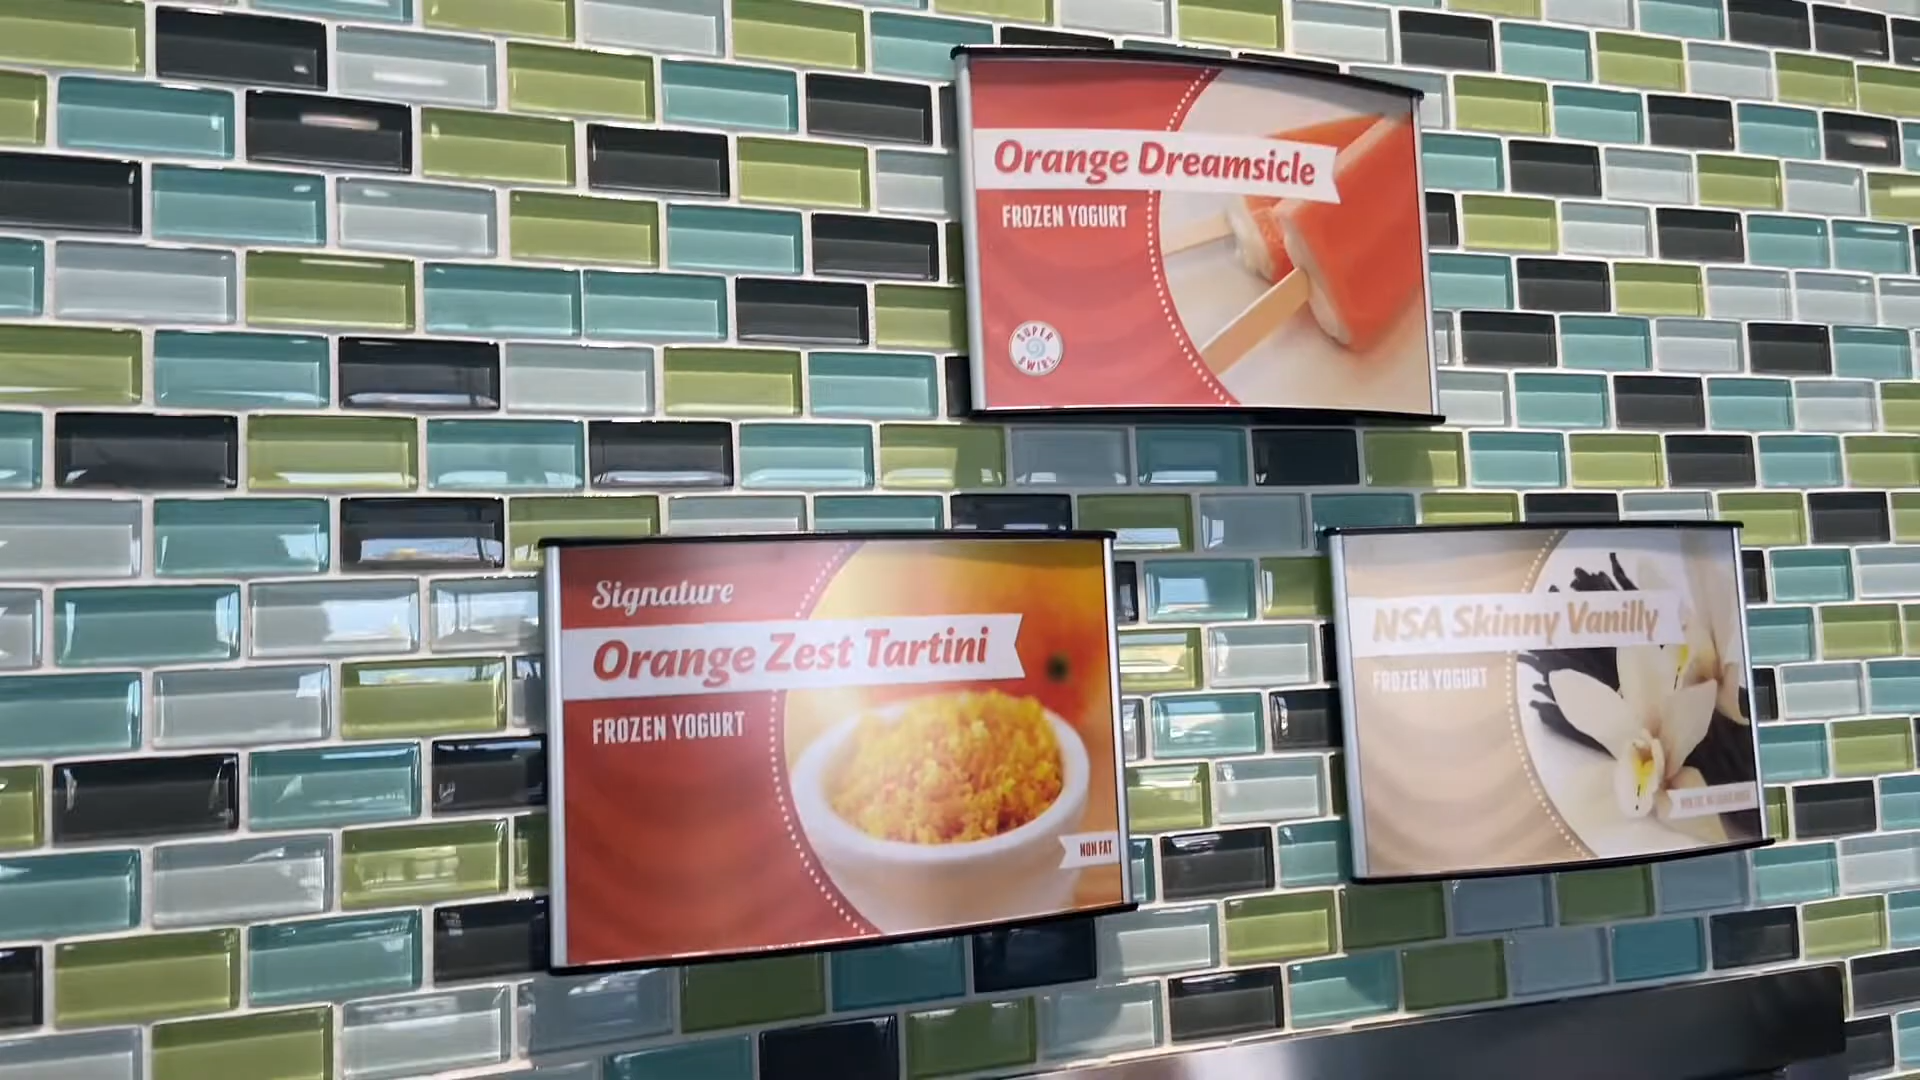 Orange Dreamsicle
FROZEN YOGURT
SUPER
SWIRL
Signature
Orange Zest Tartini
FROZEN YOGURT
NON FAT
NSA Skinny Vanilly
FROZEN YOGURT